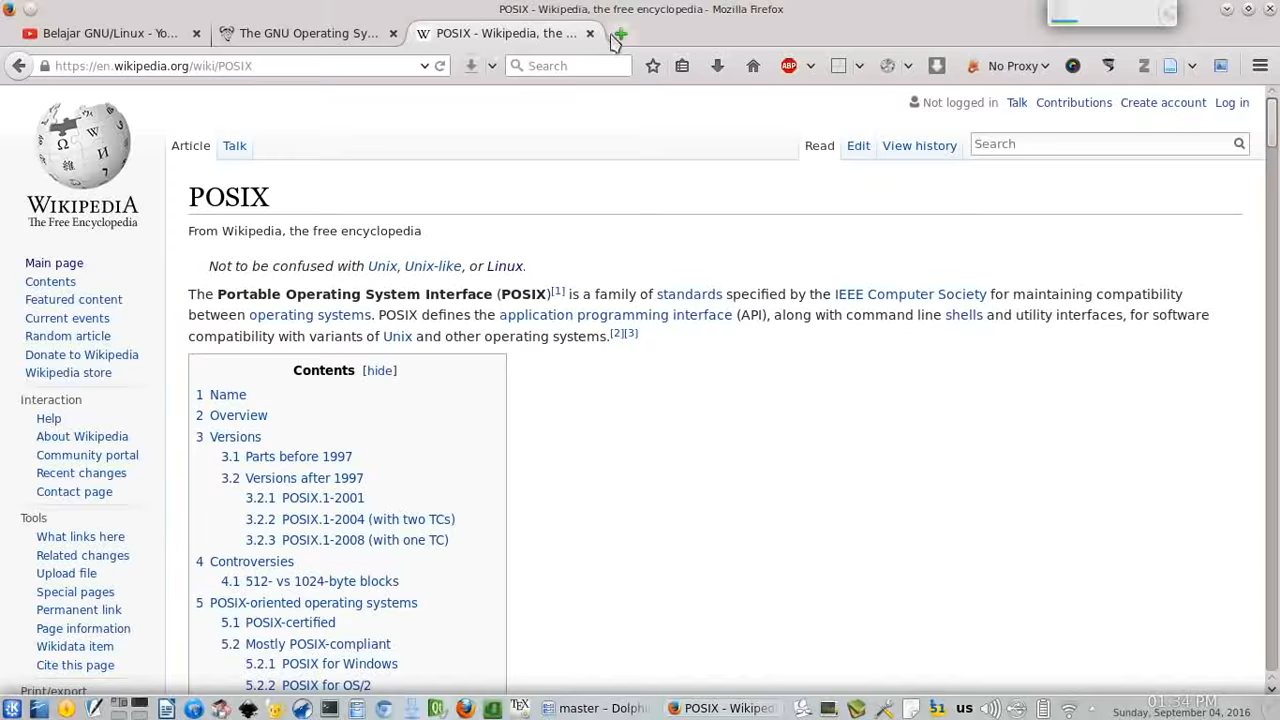 POSIX - Wikipedia, the free encyclopedia - Mozilla Firefox
Belajar GNU/Linux - Yo...
The GNU Operating Sy...
W POSIX - Wikipedia, the ...
https://en.wikipedia.org/wiki/POSIX
Search
ABP
No Proxy
Not logged in Talk Contributions Create account Log in
Article Talk
Read Edit View history
Search
WIKIPEDIA
The Free Encyclopedia
Main page
Contents
Featured content
Current events
Random article
Donate to Wikipedia
Wikipedia store
Interaction
Help
About Wikipedia
Community portal
Recent changes
Contact page
Tools
What links here
Related changes
Upload file
Special pages
Permanent link
Page information
Wikidata item
Cite this page
Print/export
POSIX
From Wikipedia, the free encyclopedia
Not to be confused with Unix, Unix-like, or Linux.
The Portable Operating System Interface (POSIX)[1] is a family of standards specified by the IEEE Computer Society for maintaining compatibility
between operating systems. POSIX defines the application programming interface (API), along with command line shells and utility interfaces, for software
compatibility with variants of Unix and other operating systems.[2][3]
Contents [hide]
1 Name
2 Overview
3 Versions
3.1 Parts before 1997
3.2 Versions after 1997
3.2.1 POSIX.1-2001
3.2.2 POSIX.1-2004 (with two TCs)
3.2.3 POSIX.1-2008 (with one TC)
4 Controversies
4.1 512- vs 1024-byte blocks
5 POSIX-oriented operating systems
5.1 POSIX-certified
5.2 Mostly POSIX-compliant
5.2.1 POSIX for Windows
5.2.2 POSIX for OS/2
TEX
master – Dolph
POSIX - Wikiped
51
us
01:34 PM
Sunday, September 04, 2016